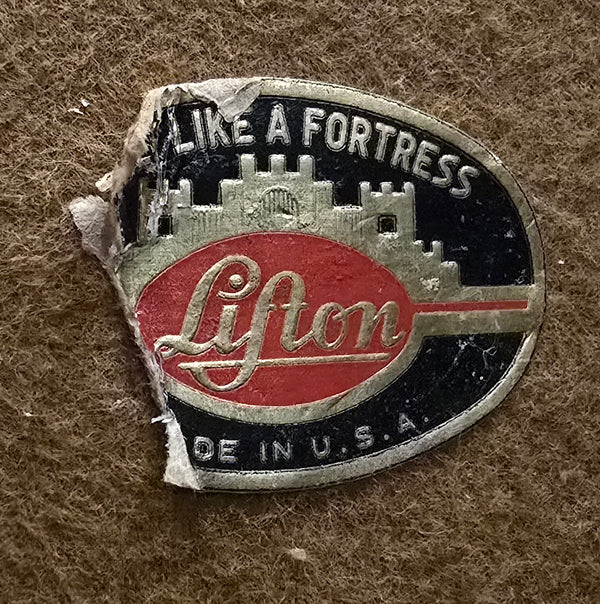 LIKE A FORTRESS
Lifton
DE IN U.S.A.